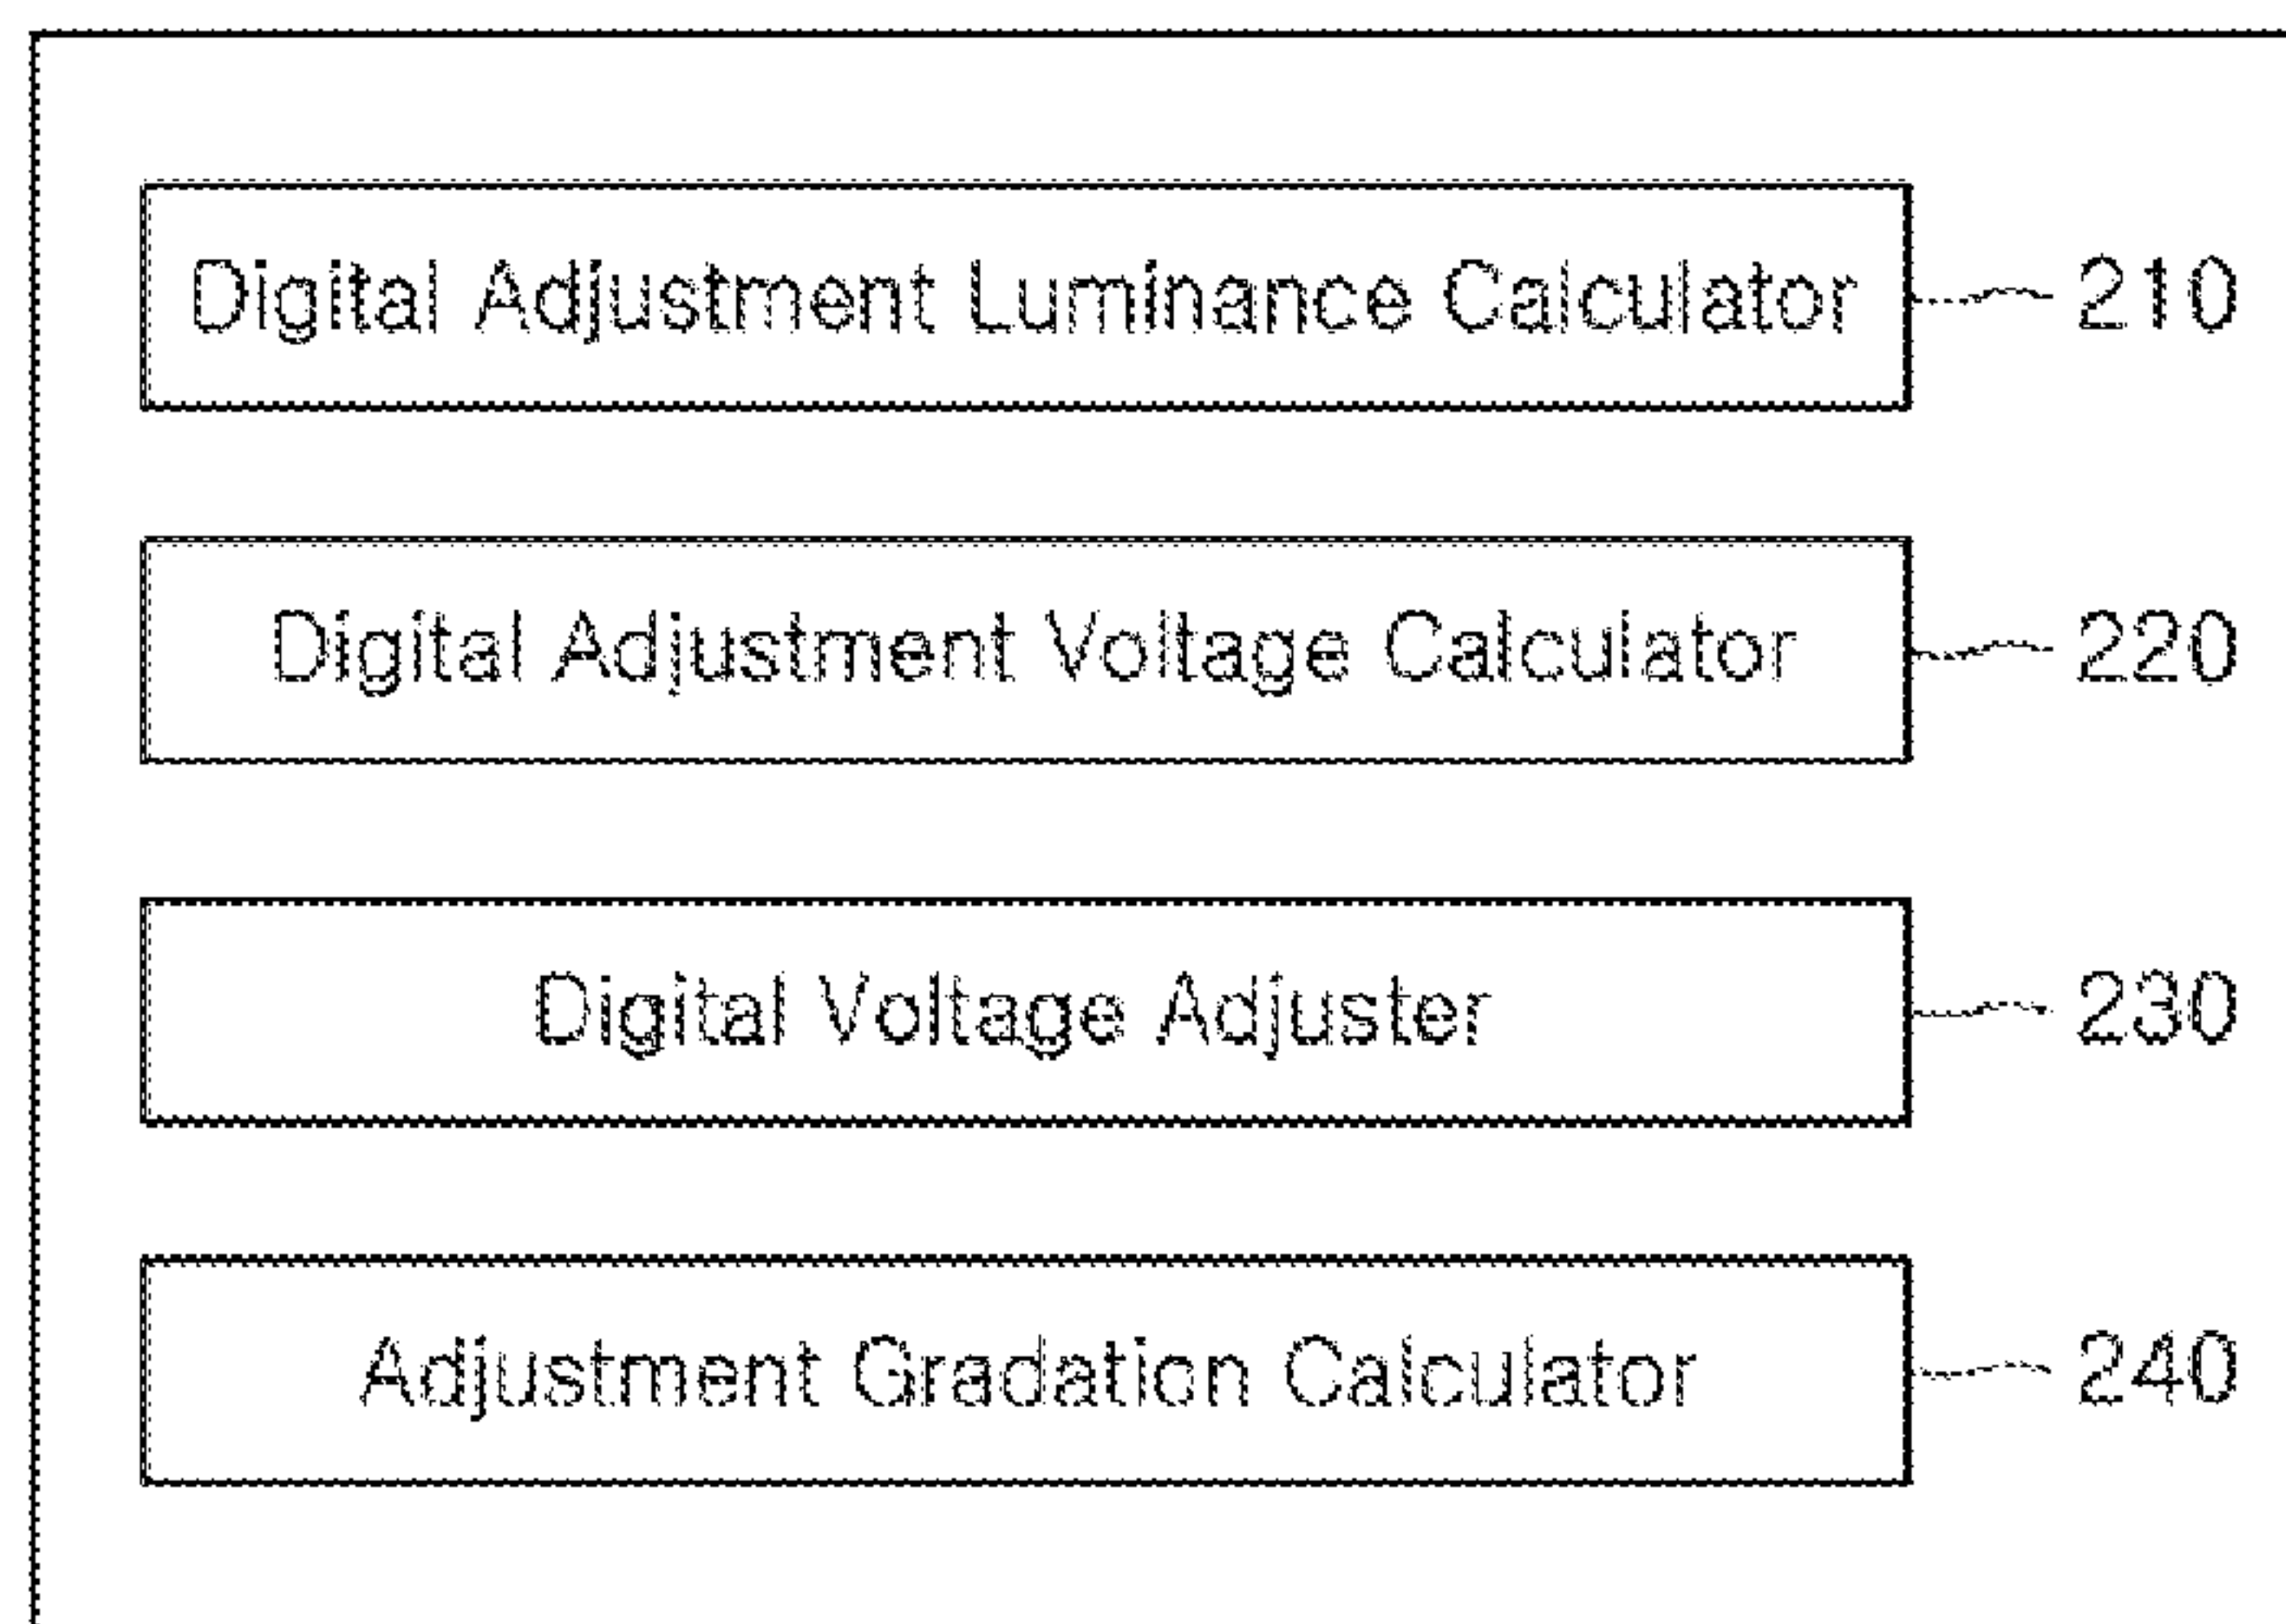 Digital Adjustment Luminance Calculator 210
Digital Adjustment Voltage Calculator 220
Digital Voltage Adjuster 230
Adjustment Gradation Calculator 240